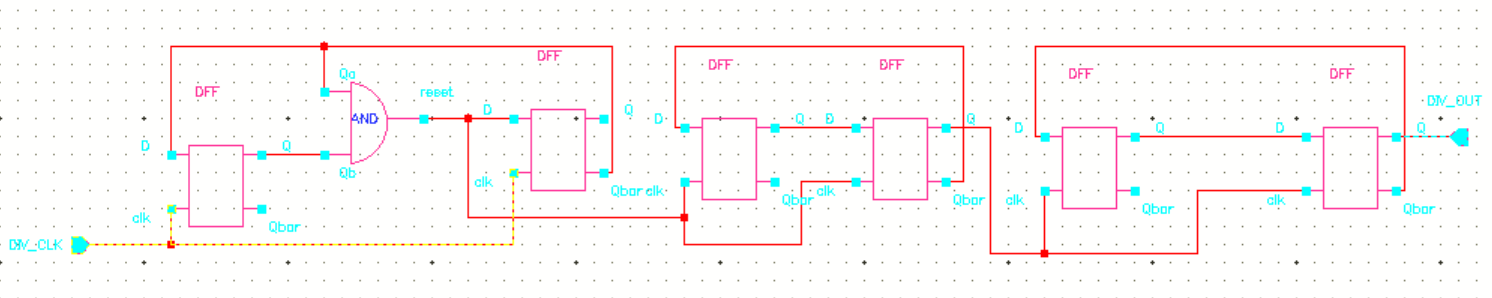 DFF
D
Q
clk
Qbar
DIV_CLK
Qa
AND
Qb
reset
DFF
D
Q
clk
Qbar
DFF
D
Q
clk
Qbar
DFF
D
Q
clk
Qbar
DFF
D
Q
clk
Qbar
DFF
D
Q
clk
Qbar
DIV_OUT